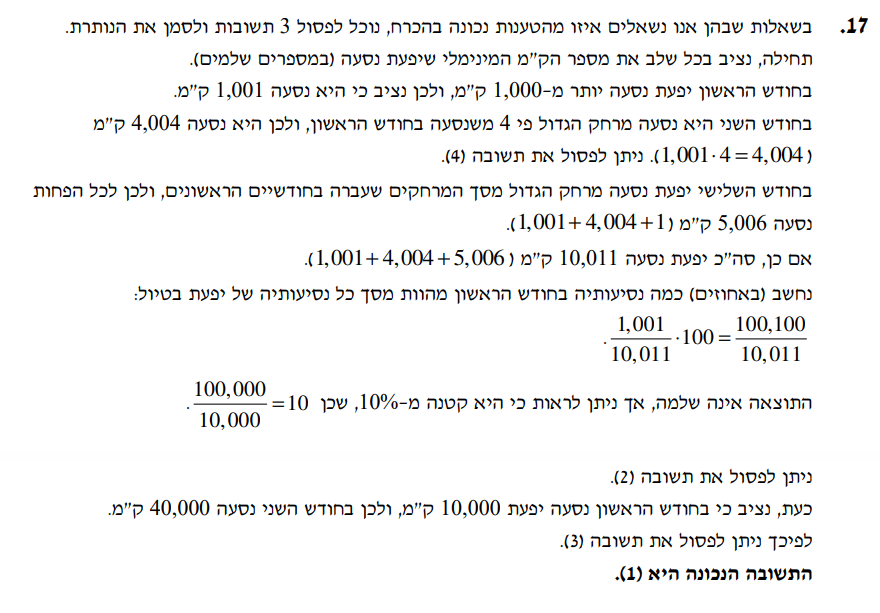 17. בשאלות שבהן אנו נשאלים איזו מהטענות נכונה בהכרח, נוכל לפסול 3 תשובות ולסמן את הנותרת.
תחילה, נציב בכל שלב את מספר הק"מ המינימלי שיפעת נסעה (במספרים שלמים).
בחודש הראשון יפעת נסעה יותר מ-1,000 ק"מ, ולכן נציב כי היא נסעה 1,001 ק"מ.
בחודש השני היא נסעה מרחק הגדול פי 4 משנסעה בחודש הראשון, ולכן היא נסעה 4,004 ק"מ
(1,001·4=4,004). ניתן לפסול את תשובה (4).
בחודש השלישי יפעת נסעה מרחק הגדול מסך המרחקים שעברה בחודשיים הראשונים, ולכן לכל הפחות
נסעה 5,006 ק"מ (1,001+4,004+1).
אם כן, סה"כ יפעת נסעה 10,011 ק"מ (1,001+4,004+5,006).
נחשב (באחוזים) כמה נסיעותיה בחודש הראשון מהוות מסך כל נסיעותיה של יפעת בטיול:
1,001/10,011 ·100 = 100,100/10,011.
התוצאה אינה שלמה, אך ניתן לראות כי היא קטנה מ-10%, שכן 100,000/10,000 =10.
ניתן לפסול את תשובה (2).
כעת, נציב כי בחודש הראשון נסעה יפעת 10,000 ק"מ, ולכן בחודש השני נסעה 40,000 ק"מ.
לפיכך ניתן לפסול את תשובה (3).
התשובה הנכונה היא (1).